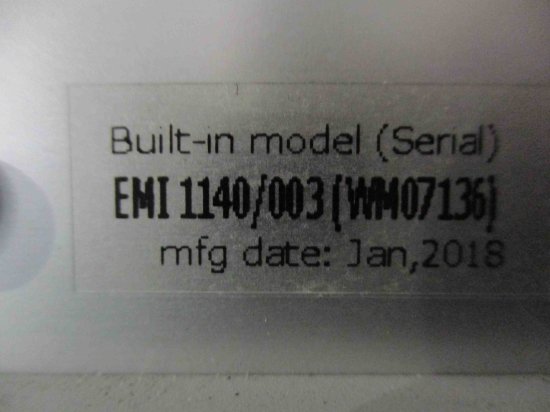 Built-in model (Serial)
EMI 1140/003 (WM07136)
mfg date: Jan,2018